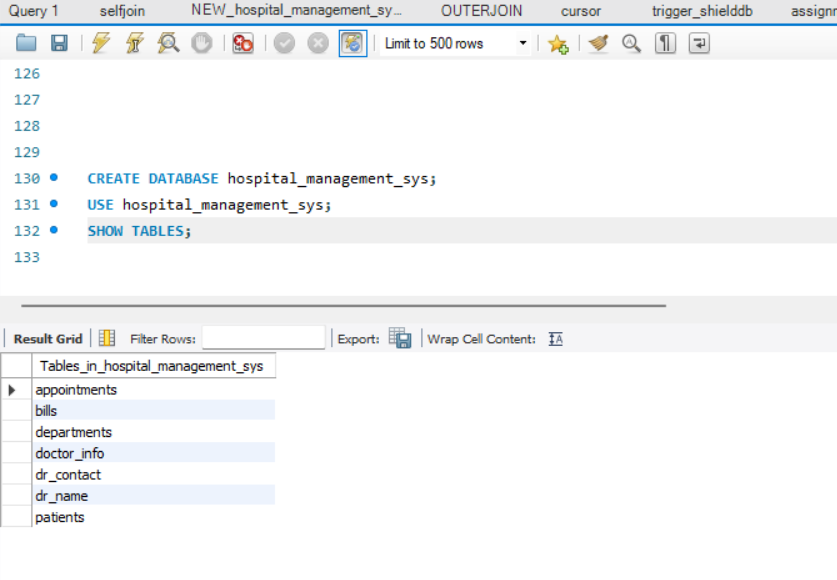 Query 1 selfjoin NEW_hospital_management_sy... OUTERJOIN cursor trigger_shielddb assignm
Limit to 500 rows
126
127
128
129
130 CREATE DATABASE hospital_management_sys;
131 USE hospital_management_sys;
132 SHOW TABLES;
133
Result Grid Filter Rows: Export: Wrap Cell Content: IA
Tables_in_hospital_management_sys
appointments
bills
departments
doctor_info
dr_contact
dr_name
patients